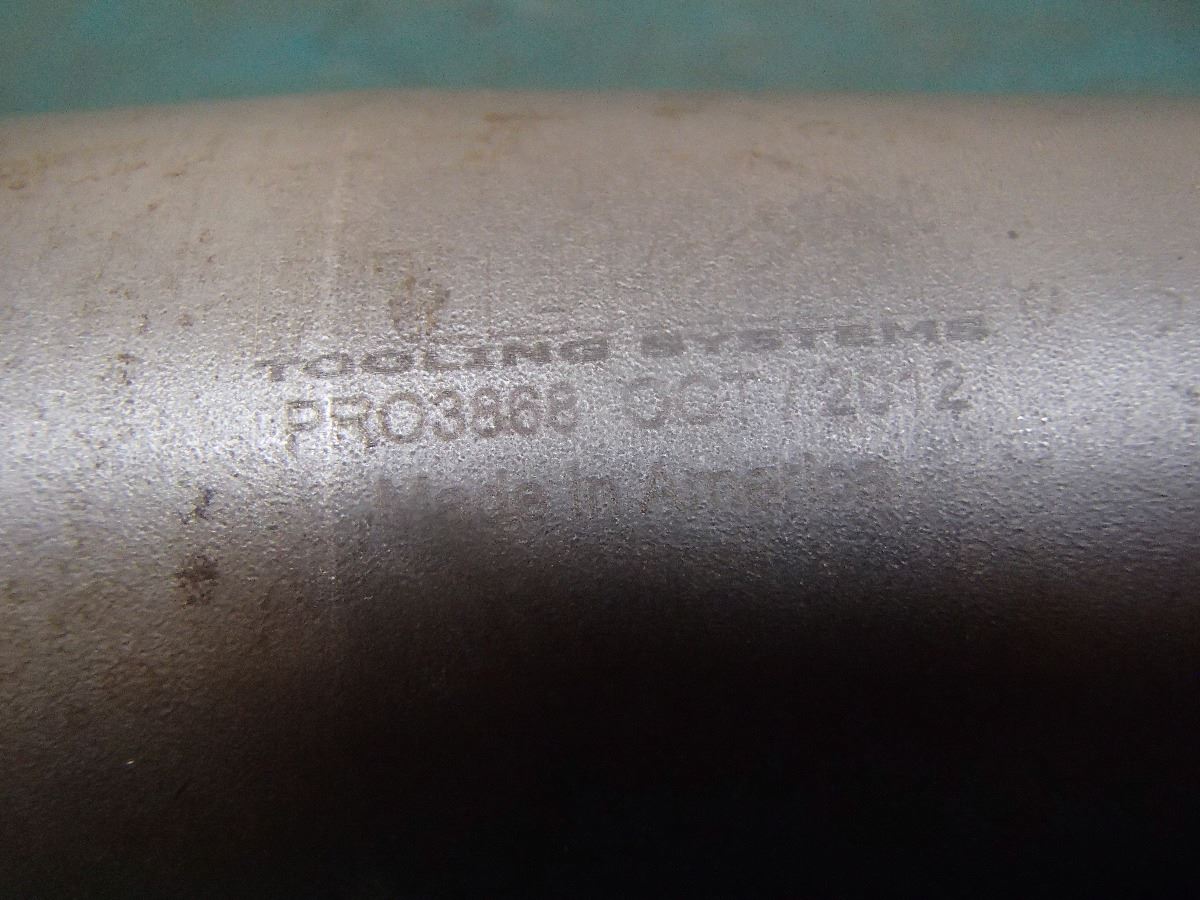 TOOLING SYSTEMS
PRO3868 OCT / 2012
Made in America